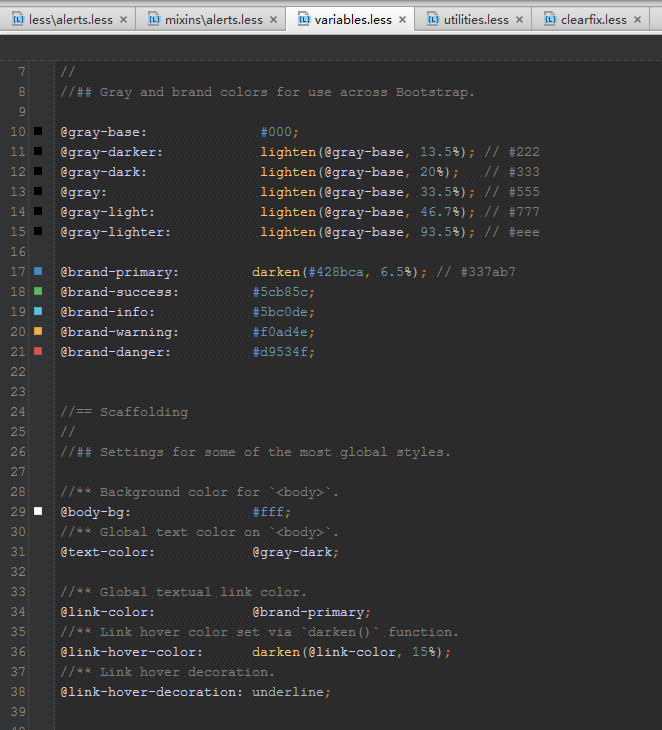 less\alerts.less × mixins\alerts.less × variables.less × utilities.less × clearfix.less ×
7 //
8 //## Gray and brand colors for use across Bootstrap.
9
10 @gray-base: #000;
11 @gray-darker: lighten(@gray-base, 13.5%); // #222
12 @gray-dark: lighten(@gray-base, 20%); // #333
13 @gray: lighten(@gray-base, 33.5%); // #555
14 @gray-light: lighten(@gray-base, 46.7%); // #777
15 @gray-lighter: lighten(@gray-base, 93.5%); // #eee
16
17 @brand-primary: darken(#428bca, 6.5%); // #337ab7
18 @brand-success: #5cb85c;
19 @brand-info: #5bc0de;
20 @brand-warning: #f0ad4e;
21 @brand-danger: #d9534f;
22
23
24 //== Scaffolding
25 //
26 //## Settings for some of the most global styles.
27
28 //** Background color for `<body>`.
29 @body-bg: #fff;
30 //** Global text color on `<body>`.
31 @text-color: @gray-dark;
32
33 //** Global textual link color.
34 @link-color: @brand-primary;
35 //** Link hover color set via `darken()` function.
36 @link-hover-color: darken(@link-color, 15%);
37 //** Link hover decoration.
38 @link-hover-decoration: underline;
39